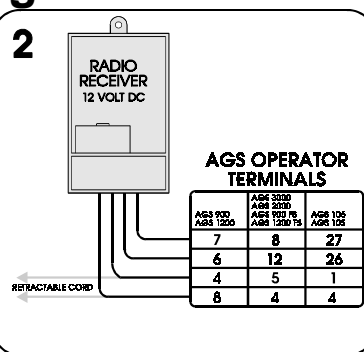 2
RADIO
RECEIVER
12 VOLT DC
AGS OPERATOR
TERMINALS
AGS 900
AGS 1200
AGS 3000
AGS 2000
AGS 900 FS
AGS 1200 FS
AGS 106
AGS 105
7 8 27
6 12 26
4 5 1
8 4 4
RETRACTABLE CORD